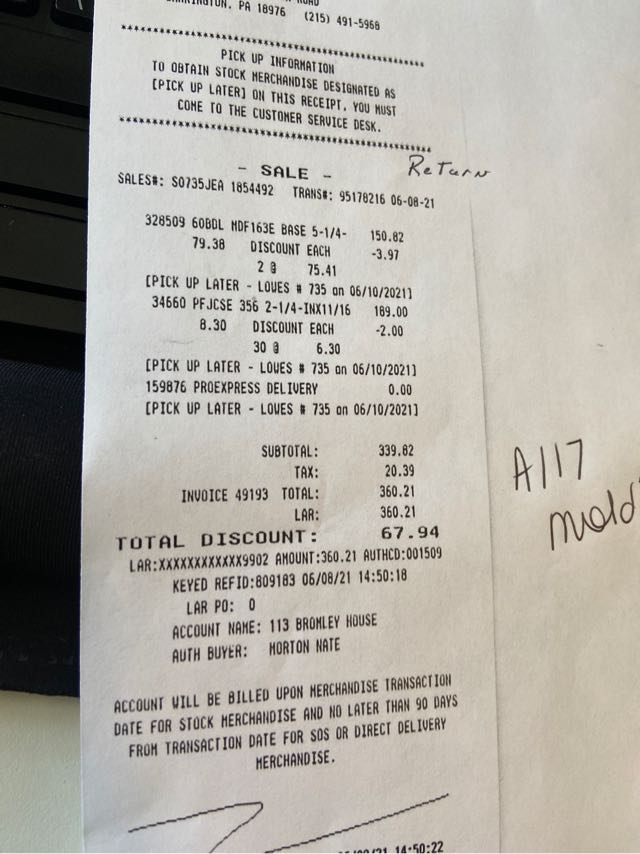 PA 18976 (215) 491-5968
****************************************
PICK UP INFORMATION
TO OBTAIN STOCK MERCHANDISE DESIGNATED AS
[PICK UP LATER] ON THIS RECEIPT, YOU MUST
COME TO THE CUSTOMER SERVICE DESK.
****************************************
Return
- SALE -
SALES#: S0735JEA 1854492 TRANS#: 95178216 06-08-21
328509 60BDL MDF163E BASE 5-1/4- 150.82
79.38 DISCOUNT EACH -3.97
2 @ 75.41
[PICK UP LATER - LOWES # 735 on 06/10/2021]
34660 PFJCSE 356 2-1/4-INX11/16 189.00
8.30 DISCOUNT EACH -2.00
30 @ 6.30
[PICK UP LATER - LOWES # 735 on 06/10/2021]
159876 PROEXPRESS DELIVERY 0.00
[PICK UP LATER - LOWES # 735 on 06/10/2021]
SUBTOTAL: 339.82
TAX: 20.39
INVOICE 49193 TOTAL: 360.21
LAR: 360.21
TOTAL DISCOUNT: 67.94
LAR:XXXXXXXXXXXX9902 AMOUNT:360.21 AUTHCD:001509
KEYED REFID:809183 06/08/21 14:50:18
LAR PO: 0
ACCOUNT NAME: 113 BROMLEY HOUSE
AUTH BUYER: MORTON NATE
ACCOUNT WILL BE BILLED UPON MERCHANDISE TRANSACTION
DATE FOR STOCK MERCHANDISE AND NO LATER THAN 90 DAYS
FROM TRANSACTION DATE FOR SOS OR DIRECT DELIVERY
MERCHANDISE.
14:50:22
A117